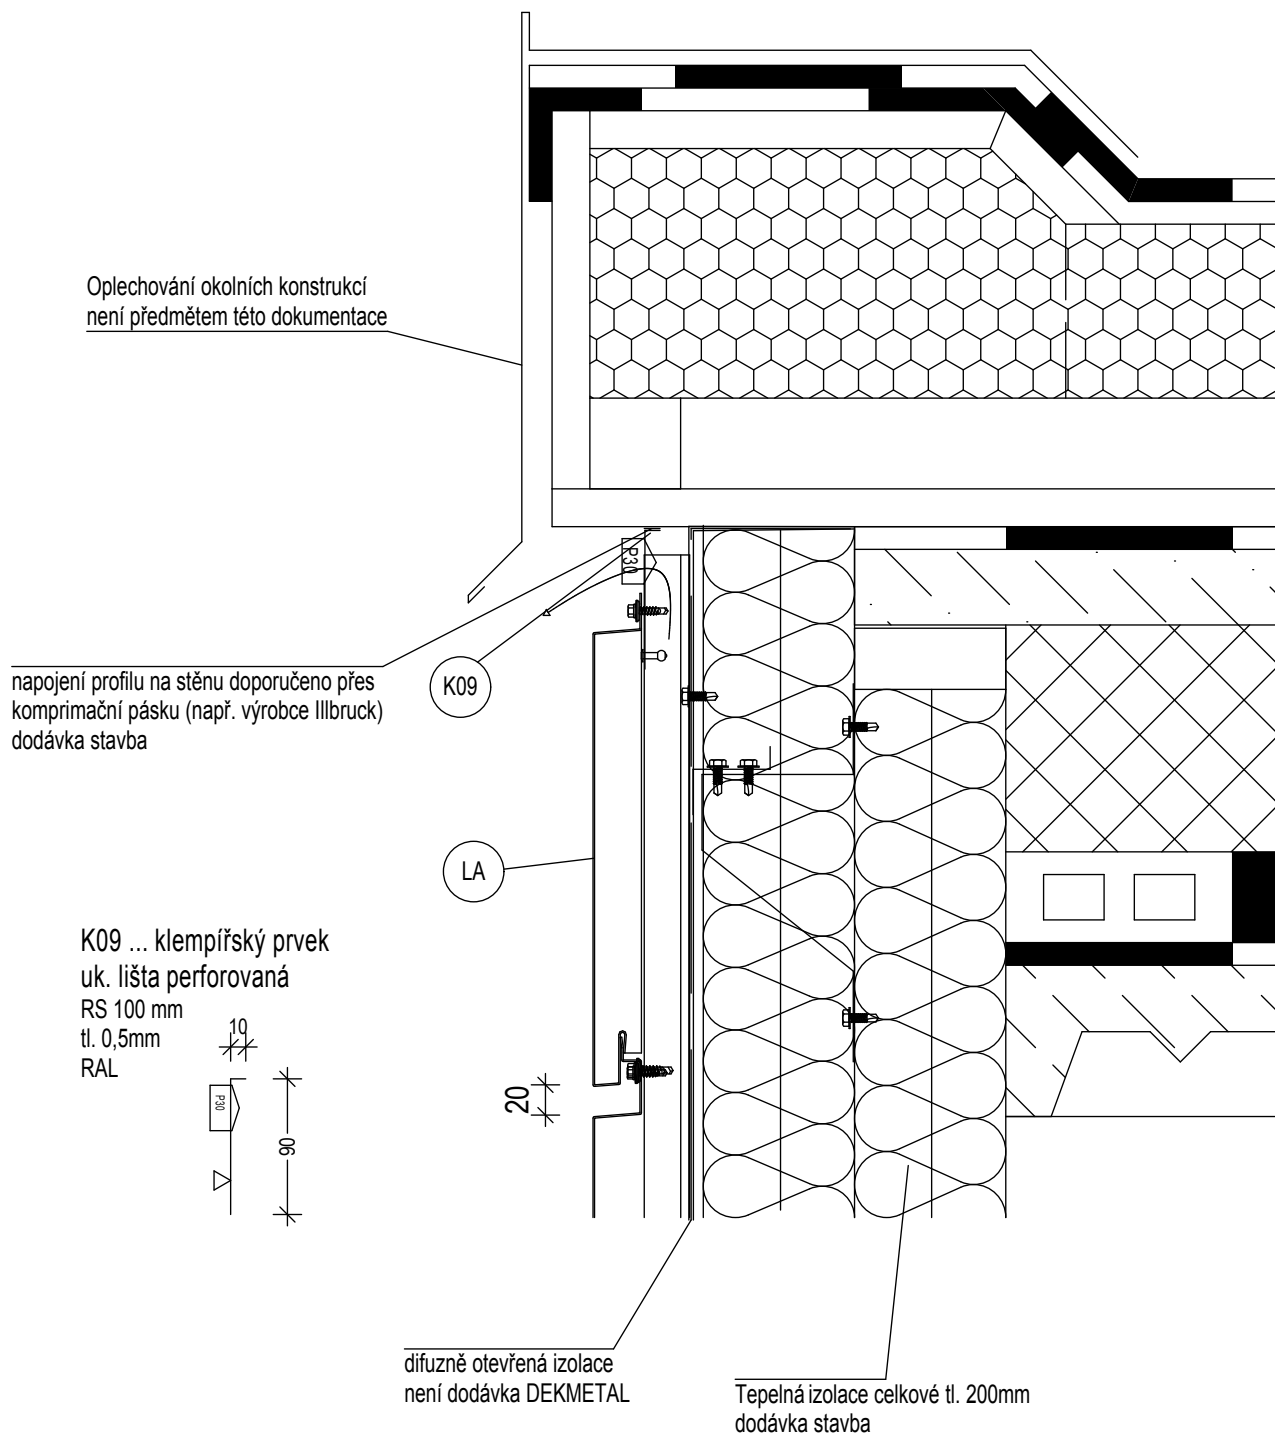 Oplechování okolních konstrukcí
není předmětem této dokumentace
P30
napojení profilu na stěnu doporučeno přes
komprimační pásku (např. výrobce Illbruck)
dodávka stavba
K09
LA
K09 ... klempířský prvek
uk. lišta perforovaná
RS 100 mm
tl. 0,5mm
RAL
10
P30
90
20
difuzně otevřená izolace
není dodávka DEKMETAL
Tepelná izolace celkové tl. 200mm
dodávka stavba